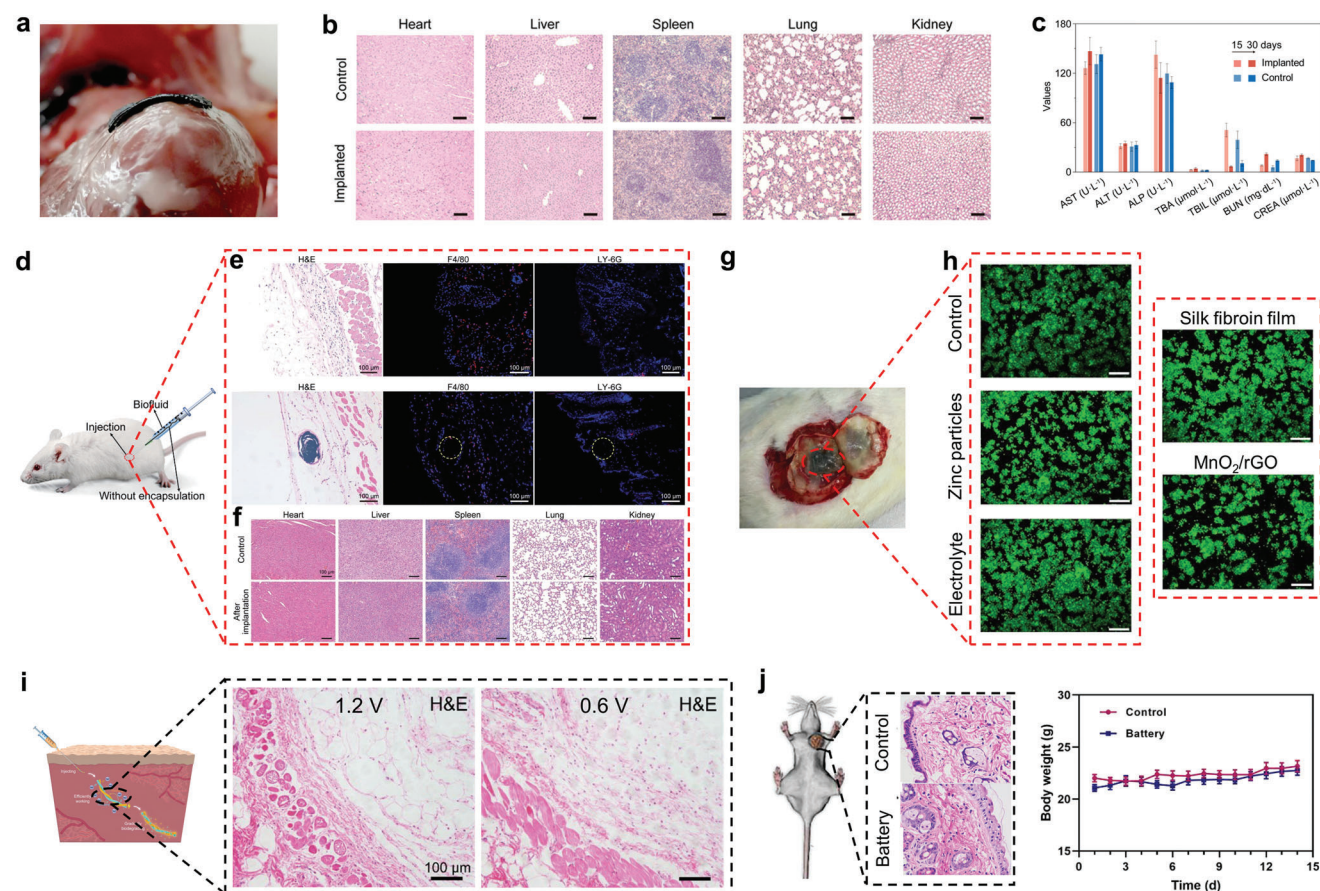 a
b
Heart Liver Spleen Lung Kidney
Control
Implanted
c
Values
180
120
60
0
15 30 days
Implanted
Control
AST (U·L⁻¹)
ALT (U·L⁻¹)
ALP (U·L⁻¹)
TBA (μmol·L⁻¹)
TBIL (μmol·L⁻¹)
BUN (mg·dL⁻¹)
CREA (μmol·L⁻¹)
d
Biofluid
Injection
Without encapsulation
e
H&E F4/80 LY-6G
100 μm 100 μm 100 μm
H&E F4/80 LY-6G
100 μm 100 μm 100 μm
f
Heart Liver Spleen Lung Kidney
Control
100 μm
After
implantation
g
h
Control
Zinc particles
Electrolyte
Silk fibroin film
MnO₂/rGO
i
Injecting
1.2 V H&E
100 μm
0.6 V H&E
j
Control
Battery
Body weight (g)
30
25
20
15
Control
Battery
0 3 6 9 12 15
Time (d)